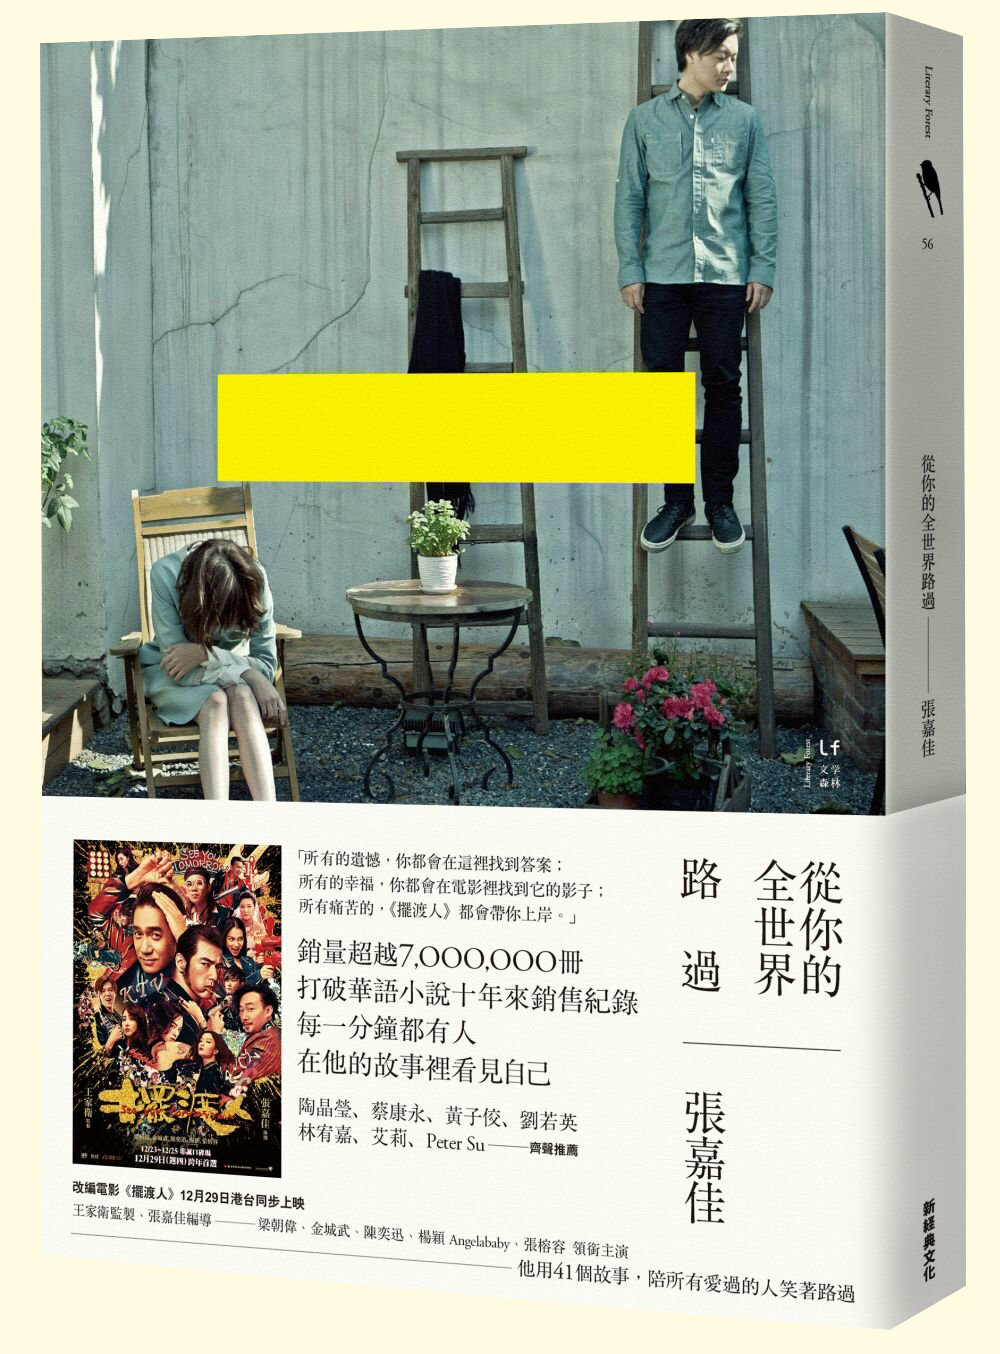 Literary Forest
56
從你的全世界路過——張嘉佳
新経典文化
Literary Forest
Lf
文学
森林
從你的
全世界
路過
張嘉佳
「所有的遺憾，你都會在這裡找到答案；
所有的幸福，你都會在電影裡找到它的影子；
所有痛苦的，《擺渡人》都會帶你上岸。」
銷量超越7,000,000冊
打破華語小說十年來銷售紀錄
每一分鐘都有人
在他的故事裡看見自己
陶晶瑩、蔡康永、黃子佼、劉若英
林宥嘉、艾莉、Peter Su——齊聲推薦
SEE YOU TOMORROW
KTV
王家衛
張嘉佳
擺渡人
12月29日(週四) 跨年首選
改編電影《擺渡人》12月29日港台同步上映
王家衛監製、張嘉佳編導——梁朝偉、金城武、陳奕迅、楊穎 Angelababy、張榕容 領銜主演
——他用41個故事，陪所有愛過的人笑著路過